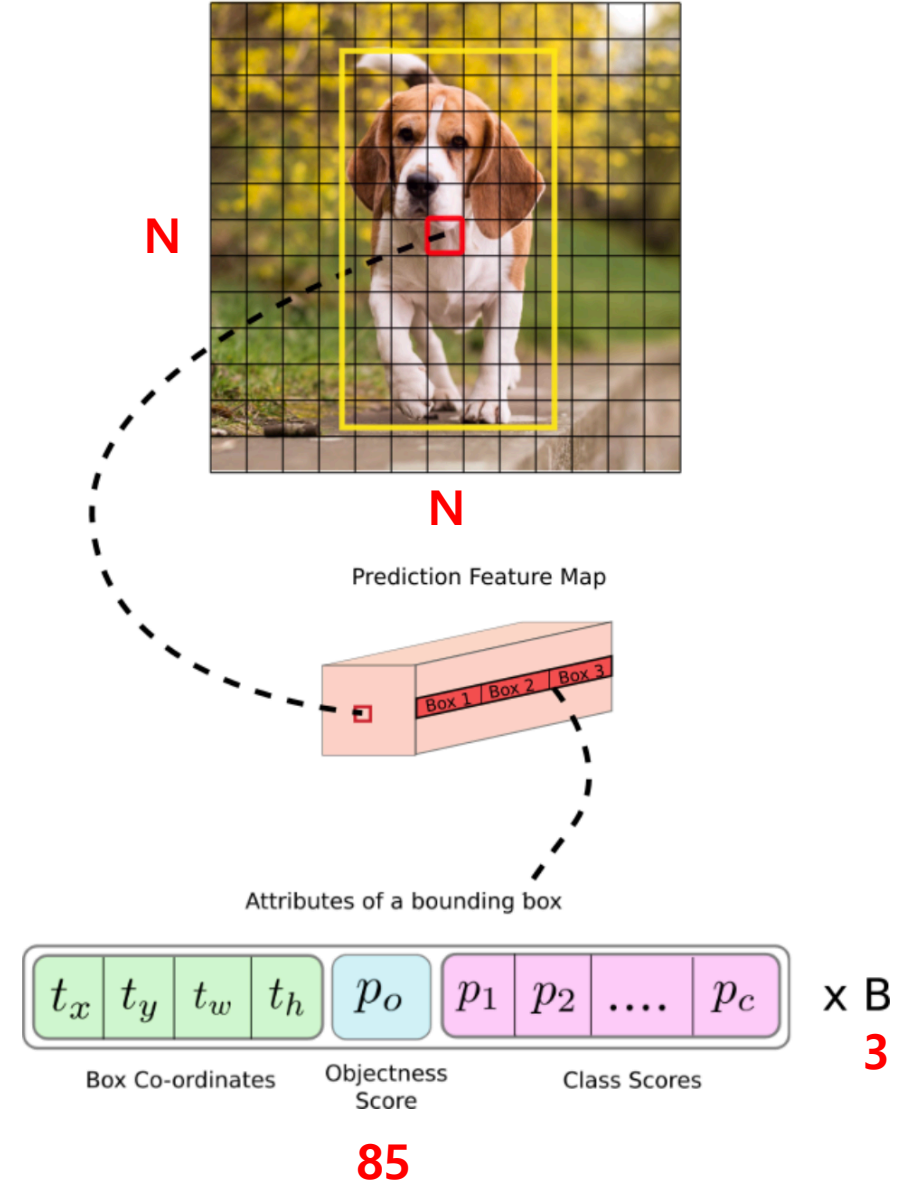 N
N
Prediction Feature Map
Box 1 Box 2 Box 3
Attributes of a bounding box
t_x t_y t_w t_h p_o p_1 p_2 .... p_c x B
3
Box Co-ordinates
Objectness
Score
Class Scores
85